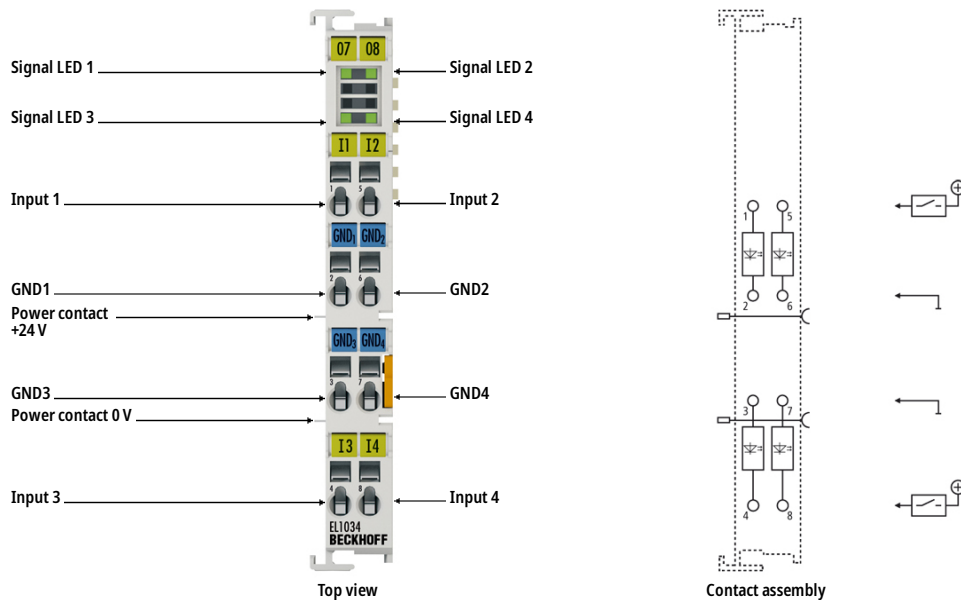 07 08
Signal LED 1
Signal LED 2
Signal LED 3
Signal LED 4
I1 I2
Input 1
1 5
Input 2
1 5
GND1 GND2
2 6
GND1
GND2
2 6
Power contact
+24 V
GND3 GND4
3 7
GND3
GND4
3 7
Power contact 0 V
I3 I4
4 8
Input 3
Input 4
4 8
EL1034
BECKHOFF
Top view
Contact assembly